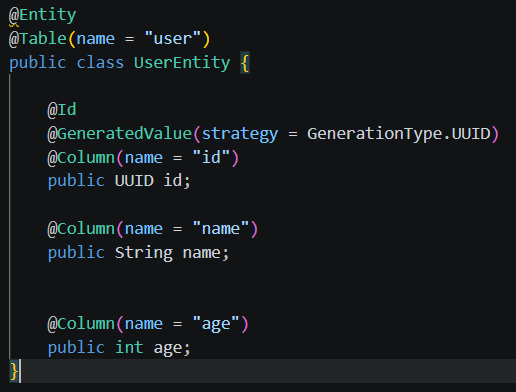 @Entity
@Table(name = "user")
public class UserEntity {
@Id
@GeneratedValue(strategy = GenerationType.UUID)
@Column(name = "id")
public UUID id;
@Column(name = "name")
public String name;
@Column(name = "age")
public int age;
}